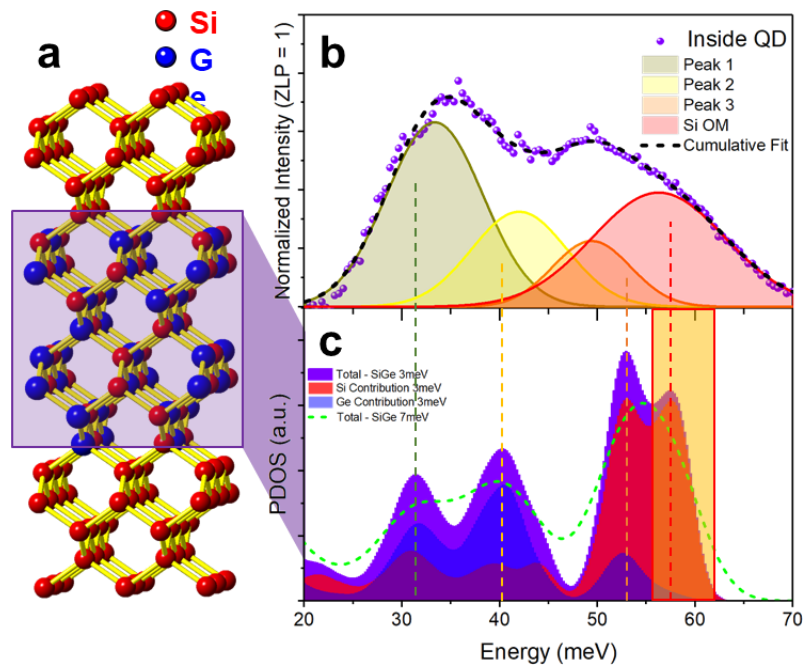 Si
G
e
a
b
Inside QD
Peak 1
Peak 2
Peak 3
Si OM
Cumulative Fit
Normalized Intensity (ZLP = 1)
c
Total - SiGe 3meV
Si Contribution 3meV
Ge Contribution 3meV
Total - SiGe 7meV
PDOS (a.u.)
20 30 40 50 60 70
Energy (meV)